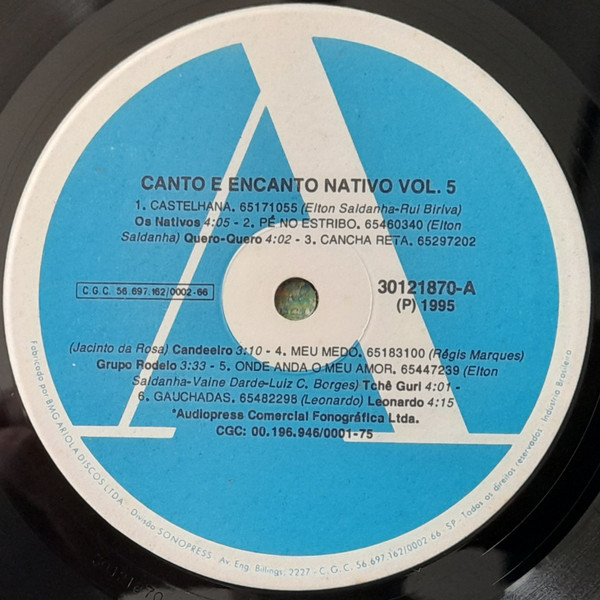 CANTO E ENCANTO NATIVO VOL. 5
1. CASTELHANA. 65171055 (Elton Saldanha-Rui Biriva)
Os Nativos 4:05 - 2. PÉ NO ESTRIBO. 65460340 (Elton
Saldanha) Quero-Quero 4:02 - 3. CANCHA RETA. 65297202
C.G.C. 56.697.162/0002-66
30121870-A
(P) 1995
(Jacinto da Rosa) Candeeiro 3:10 - 4. MEU MEDO. 65183100 (Régis Marques)
Grupo Rodeio 3:33 - 5. ONDE ANDA O MEU AMOR. 65447239 (Elton
Saldanha-Vaine Darde-Luiz C. Borges) Tchê Guri 4:01 -
6. GAUCHADAS. 65482298 (Leonardo) Leonardo 4:15
*Audiopress Comercial Fonográfica Ltda.
CGC: 00.196.946/0001-75
Fabricado por BMG ARIOLA DISCOS LTDA. - Divisão SONOPRESS - Av. Eng. Billings, 2227 - C.G.C. 56.697.162/0002-66 - SP - Todos os direitos reservados - Indústria Brasileira